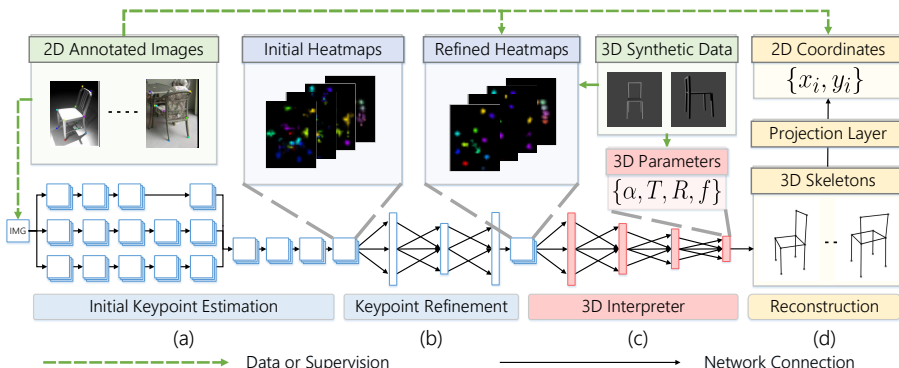 2D Annotated Images
Initial Heatmaps
Refined Heatmaps
3D Synthetic Data
2D Coordinates
{x_i, y_i}
Projection Layer
3D Parameters
{α, T, R, f}
3D Skeletons
IMG
Initial Keypoint Estimation
Keypoint Refinement
3D Interpreter
Reconstruction
(a)
(b)
(c)
(d)
Data or Supervision
Network Connection